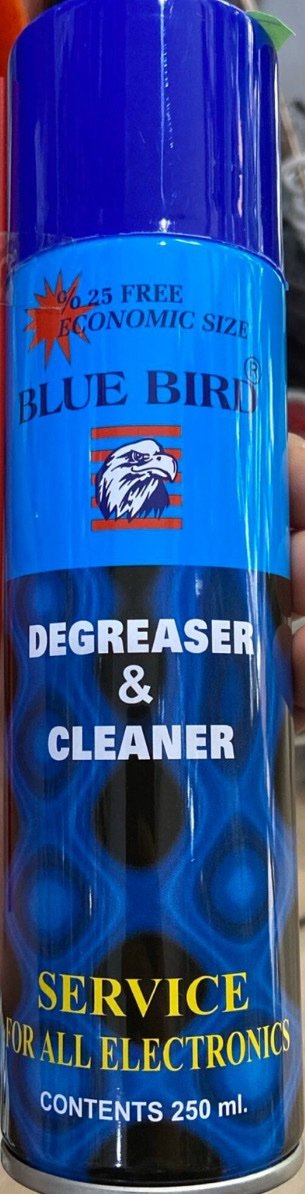 % 25 FREE
ECONOMIC SIZE
BLUE BIRD®
DEGREASER
&
CLEANER
SERVICE
FOR ALL ELECTRONICS
CONTENTS 250 ml.